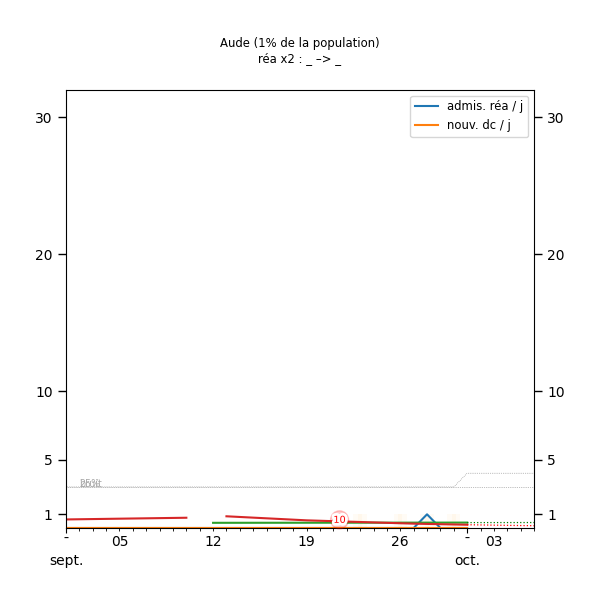 Aude (1% de la population)
réa x2 : _ –> _
admis. réa / j
nouv. dc / j
30
30
20
20
10
10
5
5
1
1
10
- 05 12 19 26 - 03
sept. oct.